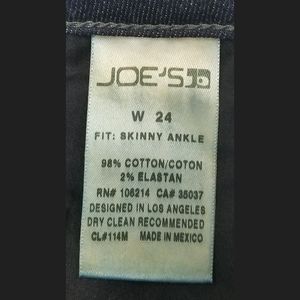 JOE'S
W 24
FIT: SKINNY ANKLE
98% COTTON/COTON
2% ELASTAN
RN# 106214 CA# 35037
DESIGNED IN LOS ANGELES
DRY CLEAN RECOMMENDED
CL#114M MADE IN MEXICO